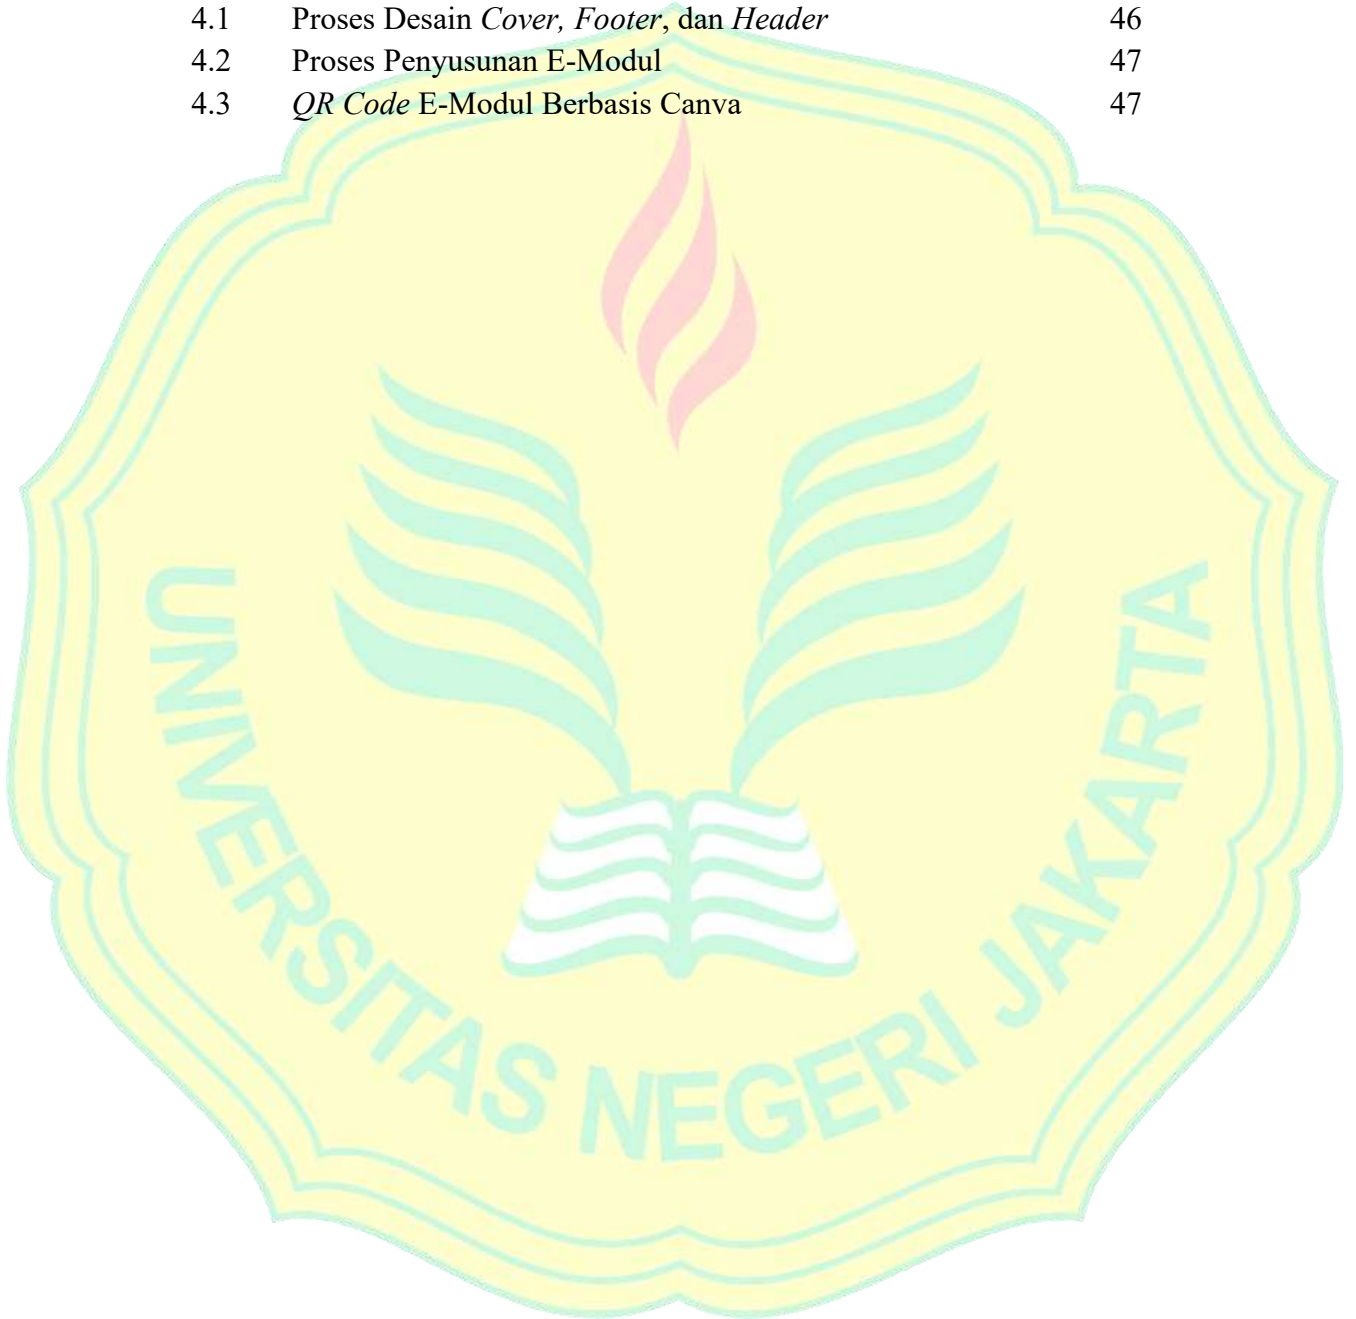 4.1 Proses Desain Cover, Footer, dan Header 46
4.2 Proses Penyusunan E-Modul 47
4.3 QR Code E-Modul Berbasis Canva 47
UNIVERSITAS NEGERI JAKARTA